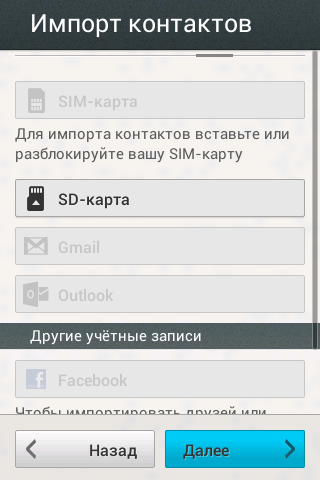 Импорт контактов
SIM-карта
Для импорта контактов вставьте или
разблокируйте вашу SIM-карту
SD-карта
Gmail
Outlook
Другие учётные записи
Facebook
Чтобы импортировать друзей или
Назад
Далее